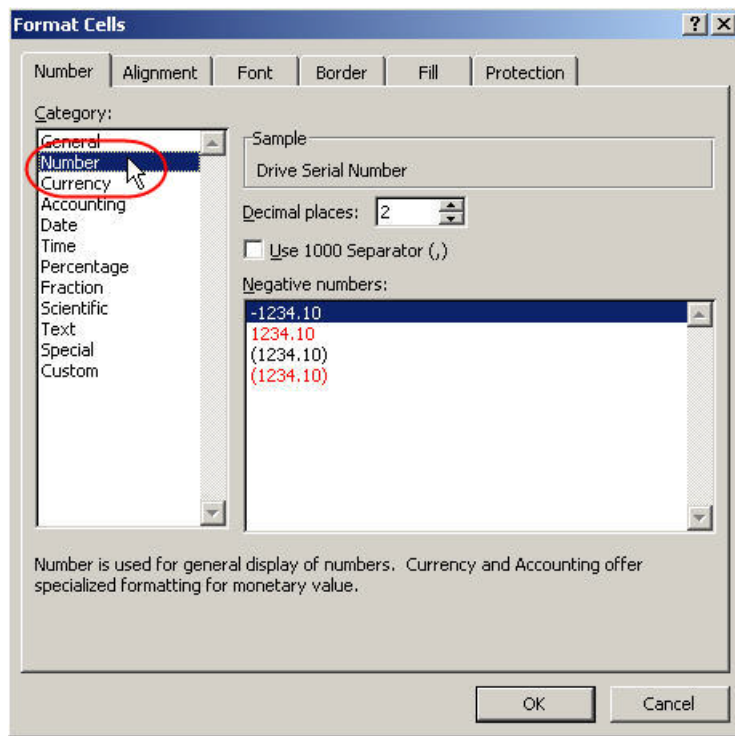 Format Cells
Number Alignment Font Border Fill Protection
Category:
General
Number
Currency
Accounting
Date
Time
Percentage
Fraction
Scientific
Text
Special
Custom
Sample
Drive Serial Number
Decimal places: 2
Use 1000 Separator (,)
Negative numbers:
-1234.10
1234.10
(1234.10)
(1234.10)
Number is used for general display of numbers. Currency and Accounting offer
specialized formatting for monetary value.
OK Cancel